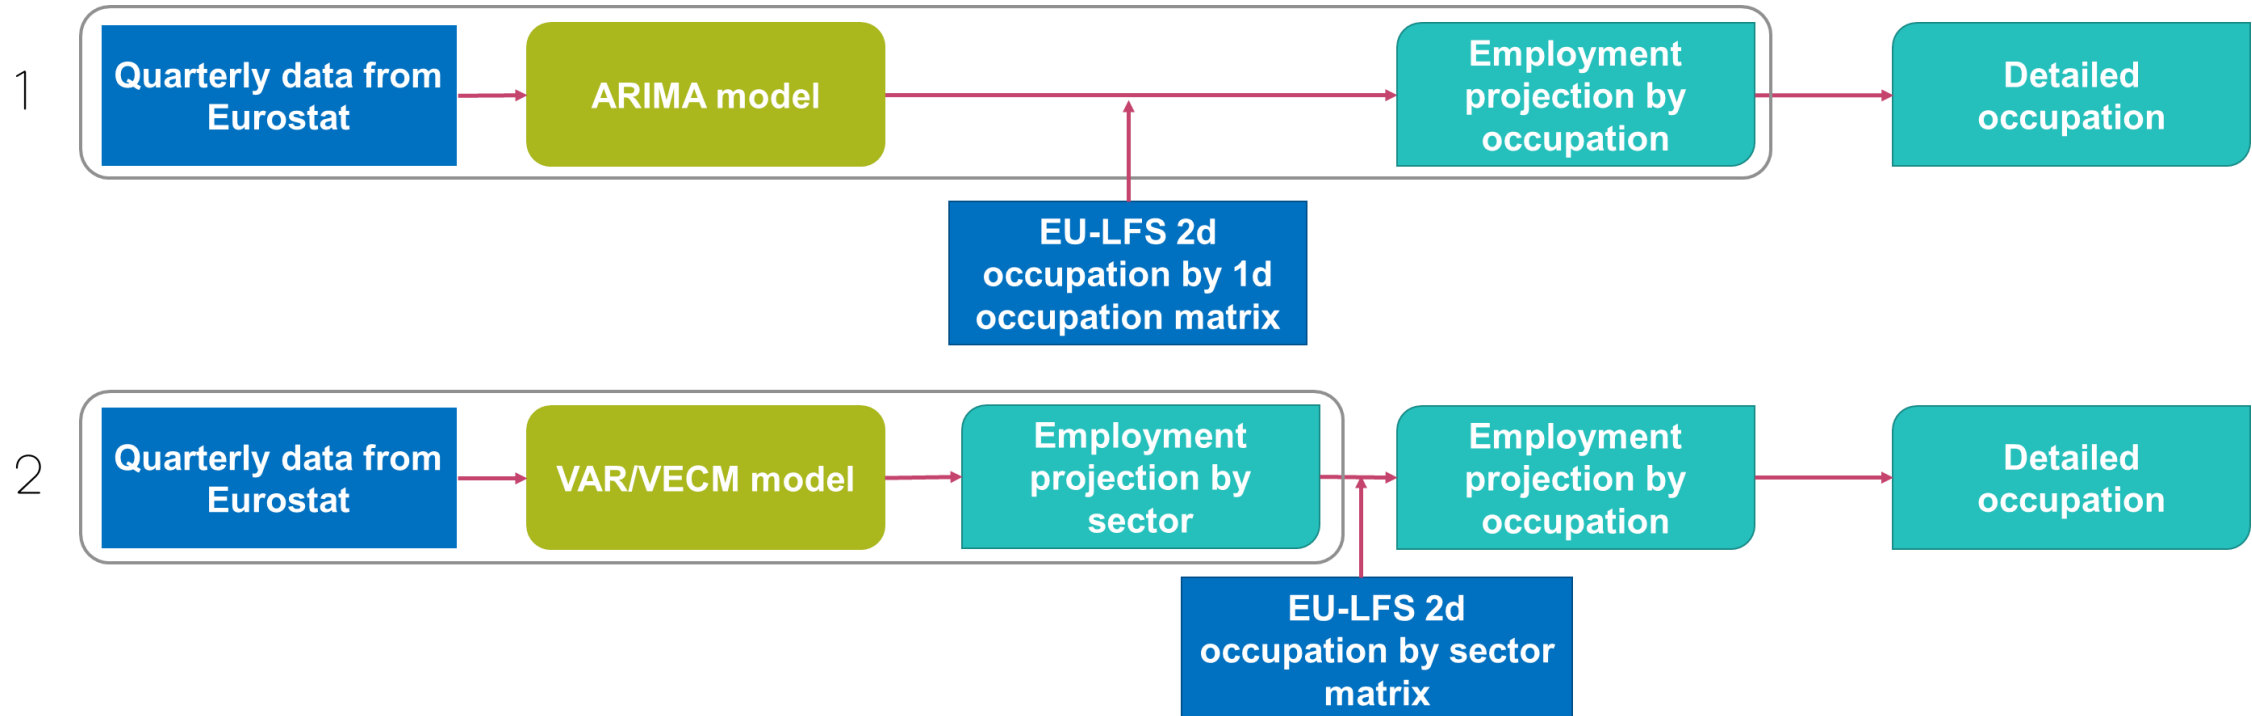 1
Quarterly data from
Eurostat
ARIMA model
Employment
projection by
occupation
Detailed
occupation
EU-LFS 2d
occupation by 1d
occupation matrix
2
Quarterly data from
Eurostat
VAR/VECM model
Employment
projection by
sector
Employment
projection by
occupation
Detailed
occupation
EU-LFS 2d
occupation by sector
matrix